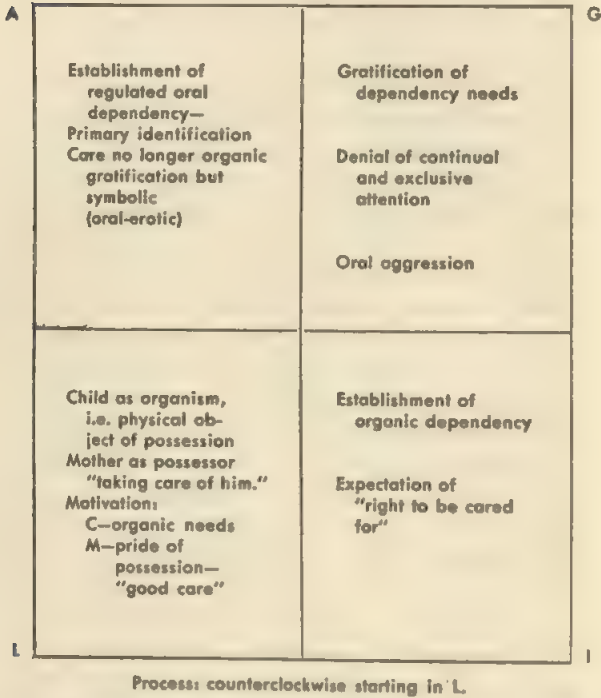 A
G
Establishment of
regulated oral
dependency—
Primary identification
Care no longer organic
gratification but
symbolic
(oral-erotic)
Gratification of
dependency needs
Denial of continual
and exclusive
attention
Oral aggression
Child as organism,
i.e. physical ob-
ject of possession
Mother as possessor
"taking care of him."
Motivation:
C—organic needs
M—pride of
possession—
"good care"
Establishment of
organic dependency
Expectation of
"right to be cared
for"
L
I
Process: counterclockwise starting in L.